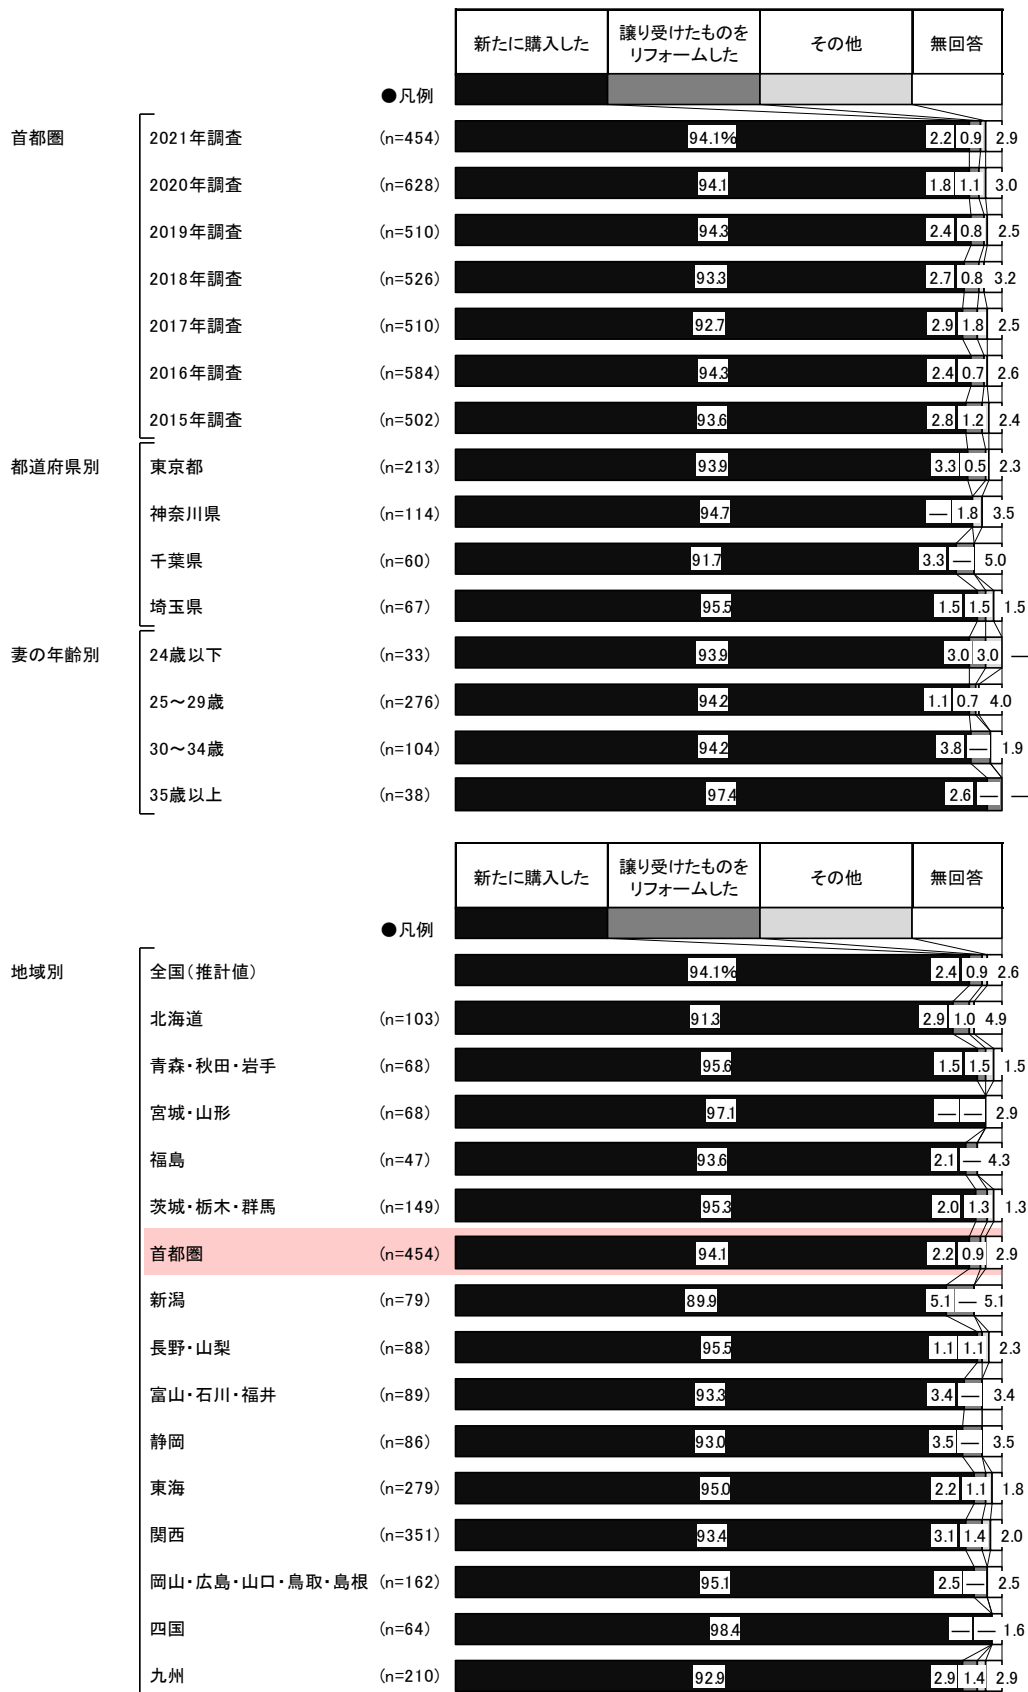 新たに購入した 譲り受けたものを リフォームした その他 無回答
●凡例
首都圏 2021年調査 (n=454) 94.1% 2.2 0.9 2.9
2020年調査 (n=628) 94.1 1.8 1.1 3.0
2019年調査 (n=510) 94.3 2.4 0.8 2.5
2018年調査 (n=526) 93.3 2.7 0.8 3.2
2017年調査 (n=510) 92.7 2.9 1.8 2.5
2016年調査 (n=584) 94.3 2.4 0.7 2.6
2015年調査 (n=502) 93.6 2.8 1.2 2.4
都道府県別 東京都 (n=213) 93.9 3.3 0.5 2.3
神奈川県 (n=114) 94.7 — 1.8 3.5
千葉県 (n=60) 91.7 3.3 — 5.0
埼玉県 (n=67) 95.5 1.5 1.5 1.5
妻の年齢別 24歳以下 (n=33) 93.9 3.0 3.0 —
25～29歳 (n=276) 94.2 1.1 0.7 4.0
30～34歳 (n=104) 94.2 3.8 — 1.9
35歳以上 (n=38) 97.4 2.6 — —
新たに購入した 譲り受けたものを リフォームした その他 無回答
●凡例
地域別 全国(推計値) 94.1% 2.4 0.9 2.6
北海道 (n=103) 91.3 2.9 1.0 4.9
青森・秋田・岩手 (n=68) 95.6 1.5 1.5 1.5
宮城・山形 (n=68) 97.1 — — 2.9
福島 (n=47) 93.6 2.1 — 4.3
茨城・栃木・群馬 (n=149) 95.3 2.0 1.3 1.3
首都圏 (n=454) 94.1 2.2 0.9 2.9
新潟 (n=79) 89.9 5.1 — 5.1
長野・山梨 (n=88) 95.5 1.1 1.1 2.3
富山・石川・福井 (n=89) 93.3 3.4 — 3.4
静岡 (n=86) 93.0 3.5 — 3.5
東海 (n=279) 95.0 2.2 1.1 1.8
関西 (n=351) 93.4 3.1 1.4 2.0
岡山・広島・山口・鳥取・島根 (n=162) 95.1 2.5 — 2.5
四国 (n=64) 98.4 — — 1.6
九州 (n=210) 92.9 2.9 1.4 2.9